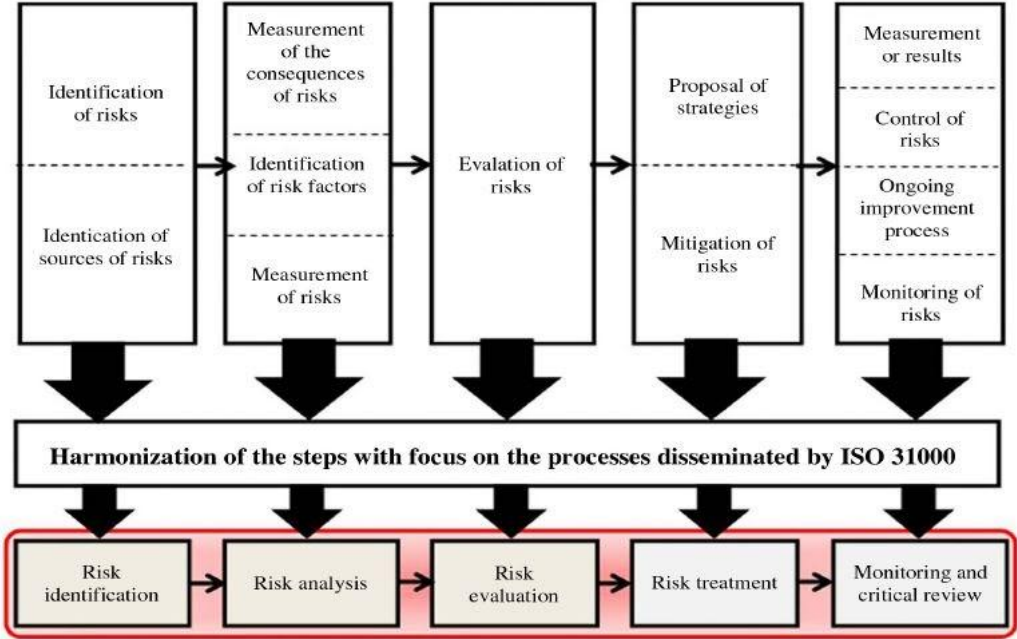 Identification
of risks
Identication of
sources of risks
Measurement
of the
consequences
of risks
Identification
of risk factors
Measurement
of risks
Evalation of
risks
Proposal of
strategies
Mitigation of
risks
Measurement
or results
Control of
risks
Ongoing
improvement
process
Monitoring of
risks
Harmonization of the steps with focus on the processes disseminated by ISO 31000
Risk
identification
Risk analysis
Risk
evaluation
Risk treatment
Monitoring and
critical review